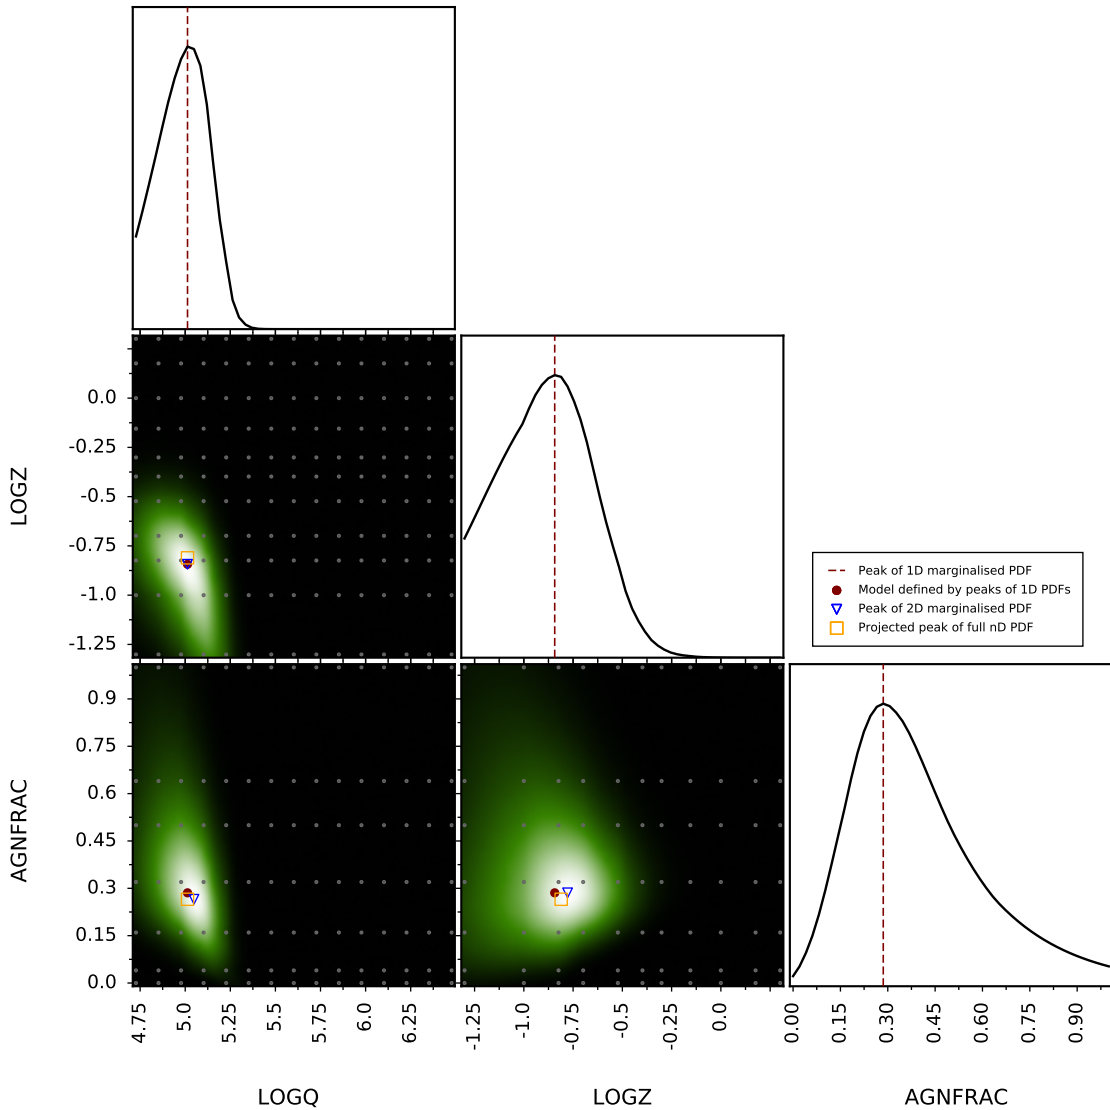 0.0
-0.25
-0.5
-0.75
-1.0
-1.25
LOGZ
Peak of 1D marginalised PDF
Model defined by peaks of 1D PDFs
Peak of 2D marginalised PDF
Projected peak of full nD PDF
0.9
0.75
0.6
0.45
0.3
0.15
0.0
AGNFRAC
4.75 5.0 5.25 5.5 5.75 6.0 6.25
-1.25 -1.0 -0.75 -0.5 -0.25 0.0
0.00 0.15 0.30 0.45 0.60 0.75 0.90
LOGQ LOGZ AGNFRAC